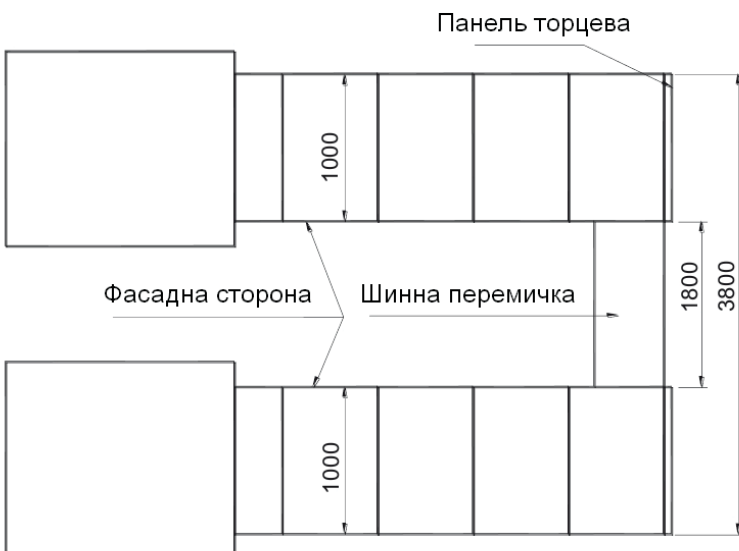 Панель торцева
1000
Фасадна сторона
Шинна перемичка
1800
3800
1000